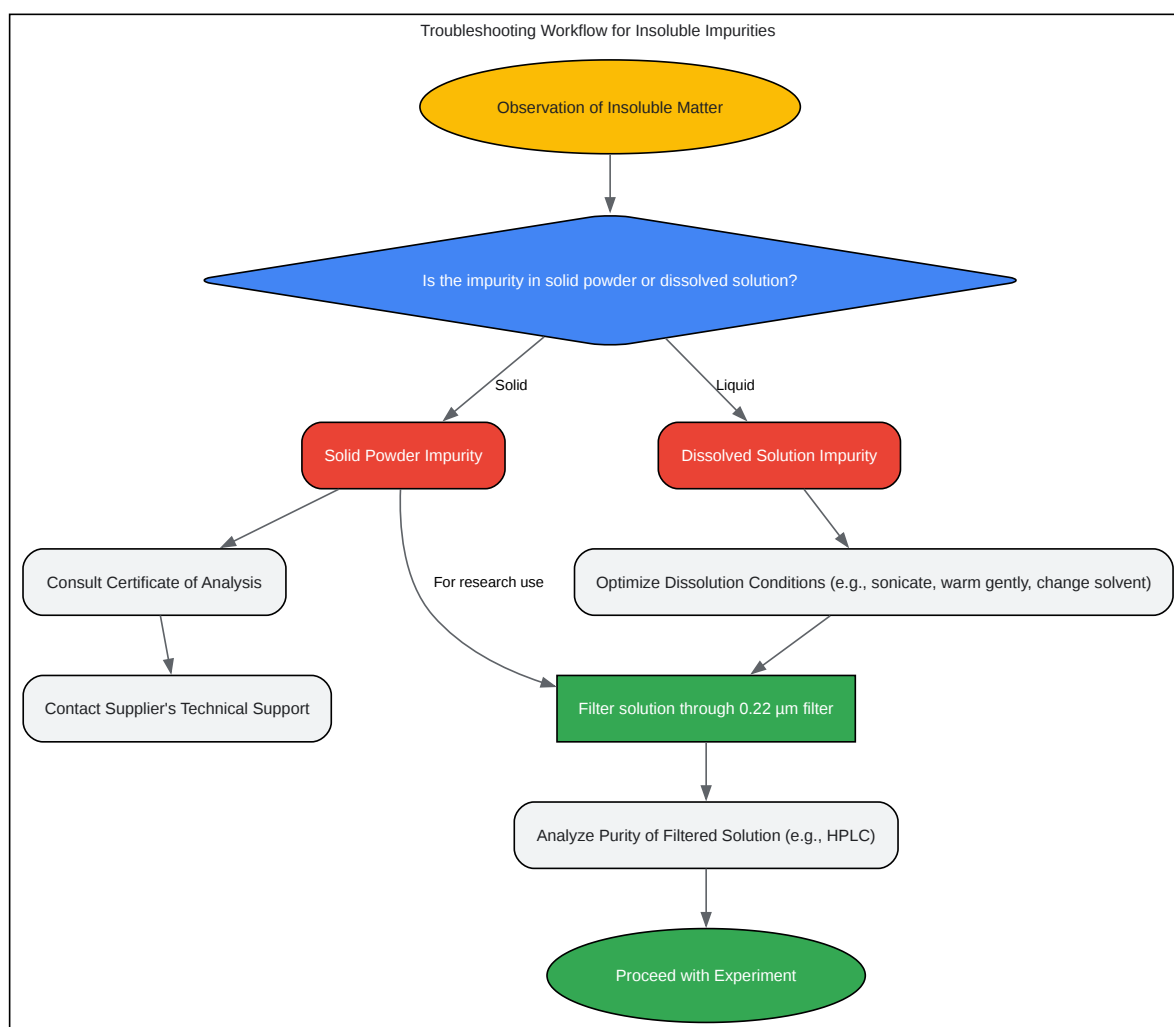 Troubleshooting Workflow for Insoluble Impurities
Observation of Insoluble Matter
Is the impurity in solid powder or dissolved solution?
Solid
Liquid
Solid Powder Impurity
Dissolved Solution Impurity
Consult Certificate of Analysis
For research use
Optimize Dissolution Conditions (e.g., sonicate, warm gently, change solvent)
Contact Supplier's Technical Support
Filter solution through 0.22 µm filter
Analyze Purity of Filtered Solution (e.g., HPLC)
Proceed with Experiment